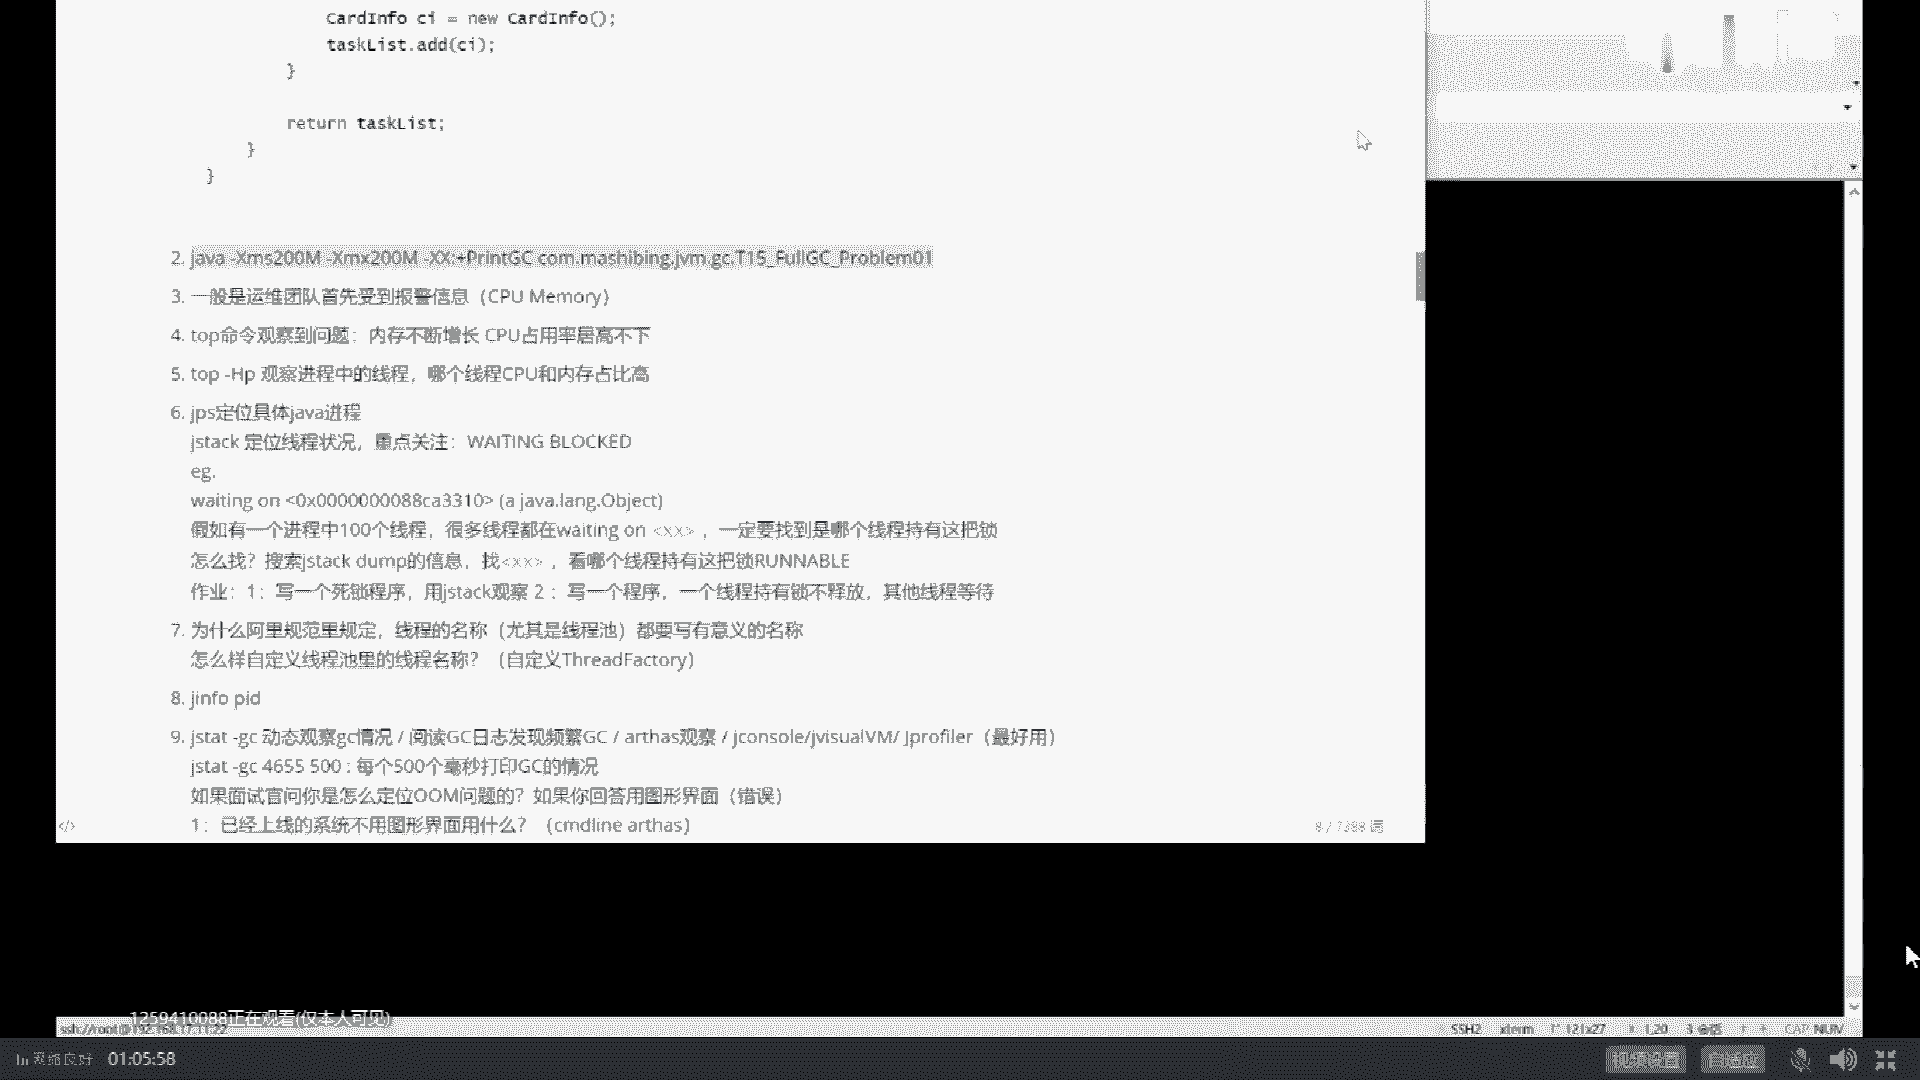 CardInfo ci = new CardInfo();
taskList.add(ci);
}
return taskList;
}
}
2. java -Xms200M -Xmx200M -XX:+PrintGC com.mashibing.jvm.gc.T15_FullGC_Problem01
3. 一般是运维团队首先受到报警信息（CPU Memory）
4. top命令观察到问题：内存不断增长 CPU占用率居高不下
5. top -Hp 观察进程中的线程，哪个线程CPU和内存占比高
6. jps定位具体java进程
jstack 定位线程状况，重点关注：WAITING BLOCKED
eg.
waiting on <0x0000000088ca3310> (a java.lang.Object)
假如有一个进程中100个线程，很多线程都在waiting on <xx> ，一定要找到是哪个线程持有这把锁
怎么找？搜索jstack dump的信息，找<xx> ，看哪个线程持有这把锁RUNNABLE
作业：1：写一个死锁程序，用jstack观察 2 ：写一个程序，一个线程持有锁不释放，其他线程等待
7. 为什么阿里规范里规定，线程的名称（尤其是线程池）都要写有意义的名称
怎么样自定义线程池里的线程名称？（自定义ThreadFactory）
8. jinfo pid
9. jstat -gc 动态观察gc情况 / 阅读GC日志发现频繁GC / arthas观察 / jconsole/jvisualVM/ Jprofiler（最好用）
jstat -gc 4655 500 : 每个500个毫秒打印GC的情况
如果面试官问你是怎么定位OOM问题的？如果你回答用图形界面（错误）
1：已经上线的系统不用图形界面用什么？（cmdline arthas）
</> 8 / 7388 词
1259410088正在观看(仅本人可见)
SSH2 xterm 121x27 CAP NUM
网络良好 01:05:58 视频设置 自适应